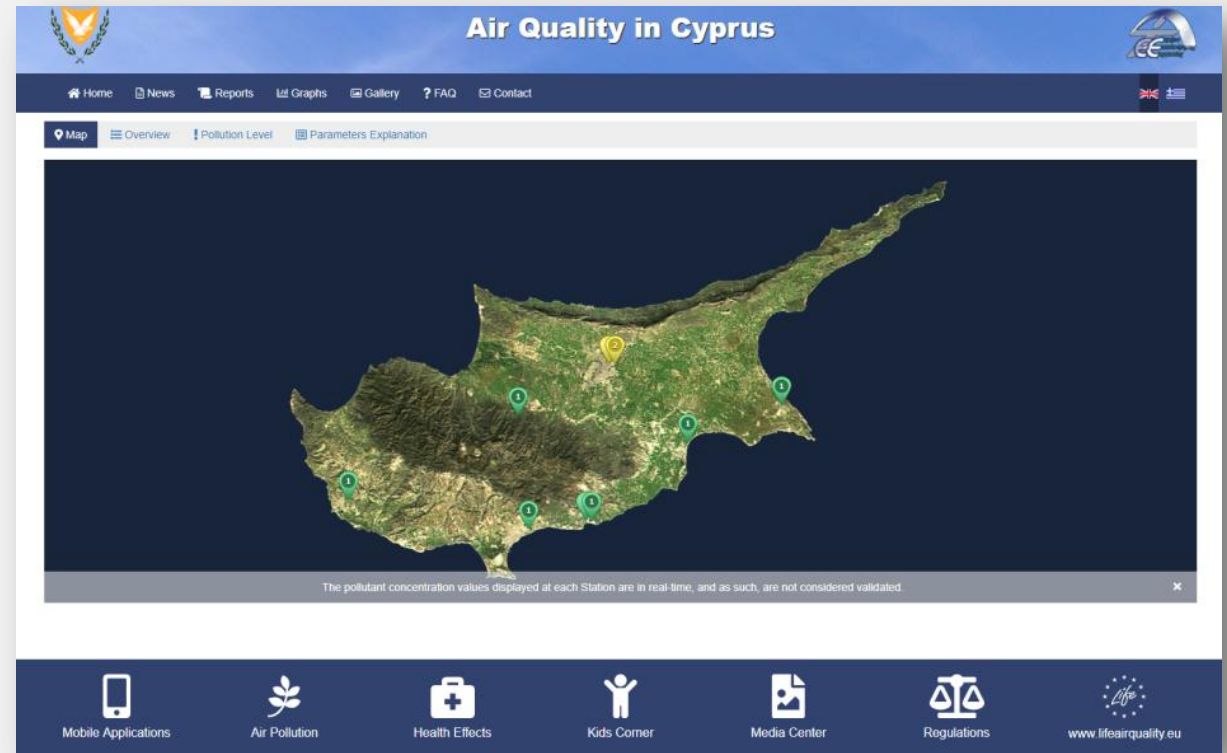 Air Quality in Cyprus
Home News Reports Graphs Gallery ? FAQ Contact
Map Overview ! Pollution Level Parameters Explanation
2
1
1
1
1
1
1
The pollutant concentration values displayed at each Station are in real-time, and as such, are not considered validated. ×
Mobile Applications Air Pollution Health Effects Kids Corner Media Center Regulations www.lifeairquality.eu